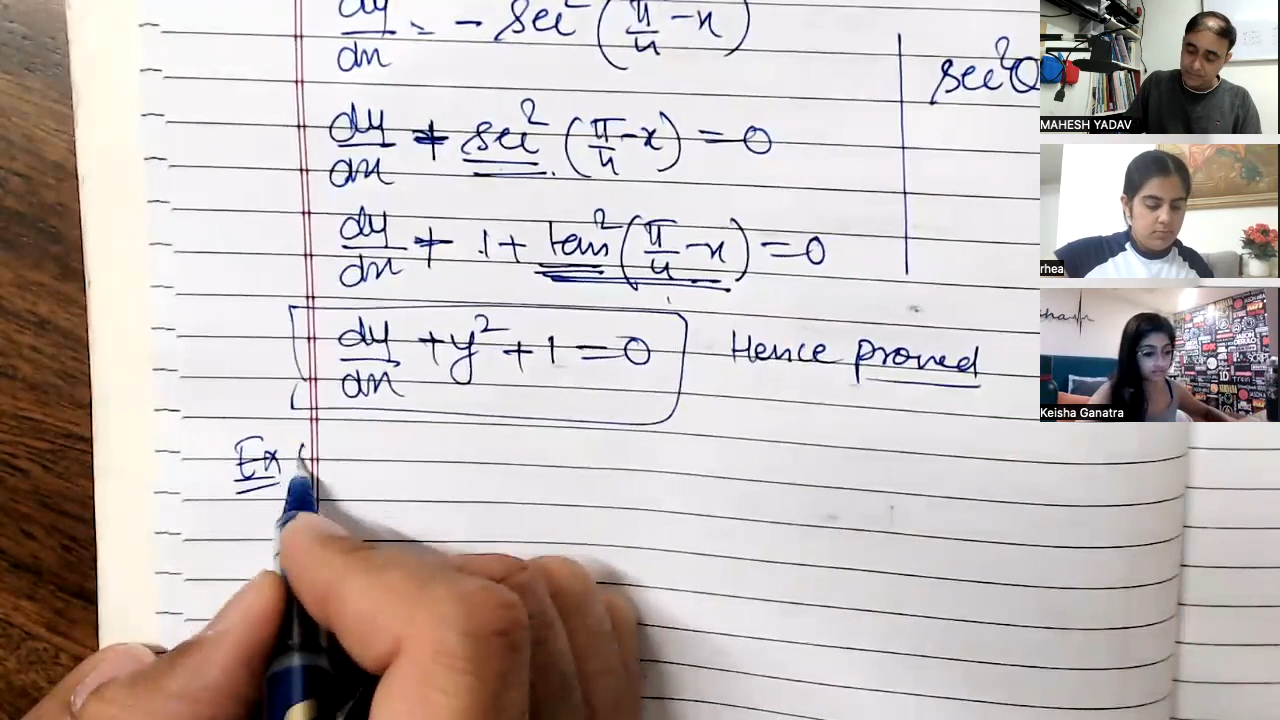 dy/dx = - sec² (π/4 - x)
sec²θ
dy/dx + sec² (π/4 - x) = 0
dy/dx + 1 + tan² (π/4 - x) = 0
dy/dx + y² + 1 = 0 Hence proved
Ex
MAHESH YADAV
rhea
Keisha Ganatra